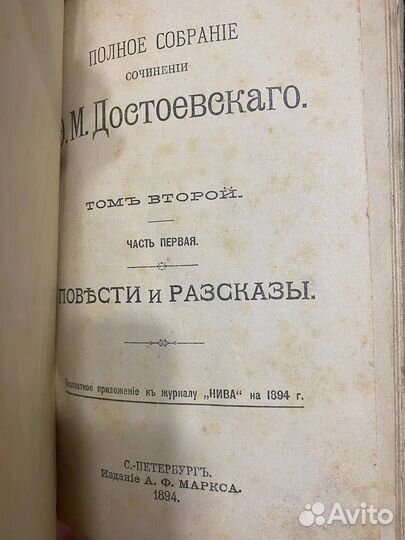 ПОЛНОЕ СОБРАНІЕ
СОЧИНЕНІЙ
Ѳ. М. ДОСТОЕВСКАГО.
ТОМЪ ВТОРОЙ.
ЧАСТЬ ПЕРВАЯ.
ПОВѢСТИ и РАЗСКАЗЫ.
Безплатное приложеніе къ журналу „НИВА“ на 1894 г.
С.-ПЕТЕРБУРГЪ.
Изданіе А. Ф. МАРКСА.
1894.
Avito